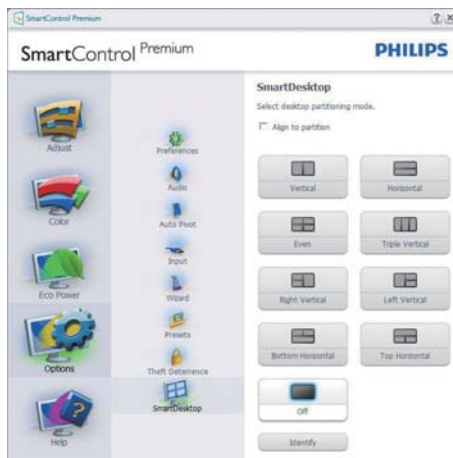 SmartControl Premium
SmartControl Premium
PHILIPS
Adjust
Color
Eco Power
Options
Help
Preferences
Audio
Auto Pivot
Input
Wizard
Presets
Theft Deterrence
SmartDesktop
SmartDesktop
Select desktop partitioning mode.
Align to partition
Vertical
Horizontal
Even
Triple Vertical
Right Vertical
Left Vertical
Bottom Horizontal
Top Horizontal
Off
Identify